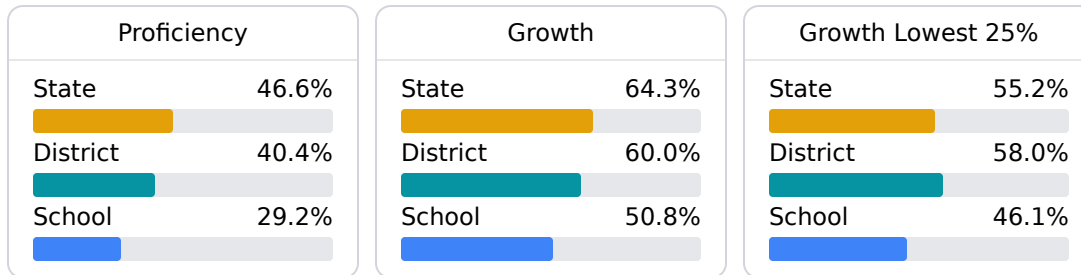 Proficiency
State 46.6%
District 40.4%
School 29.2%
Growth
State 64.3%
District 60.0%
School 50.8%
Growth Lowest 25%
State 55.2%
District 58.0%
School 46.1%